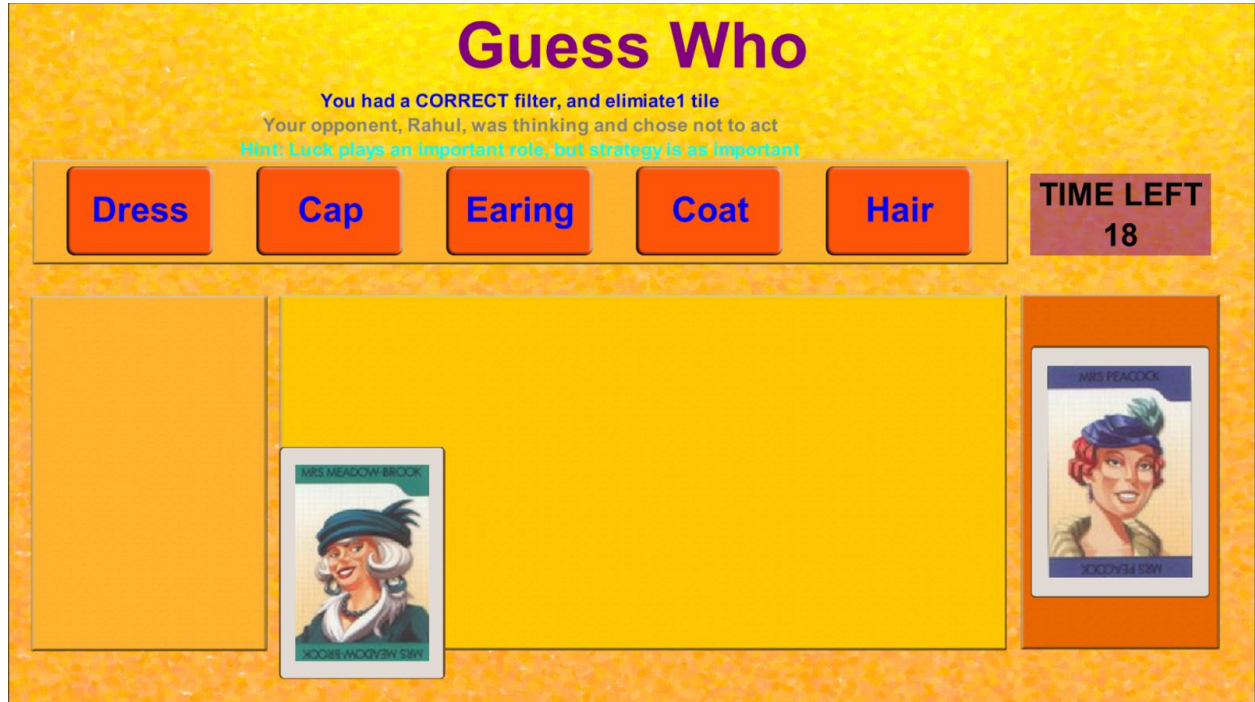 Guess Who
You had a CORRECT filter, and elimiate1 tile
Your opponent, Rahul, was thinking and chose not to act
Hint: Luck plays an important role, but strategy is as important
Dress Cap Earing Coat Hair
TIME LEFT
18
MRS PEACOCK
MRS PEACOCK
MRS MEADOW-BROOK
MRS MEADOW-BROOK